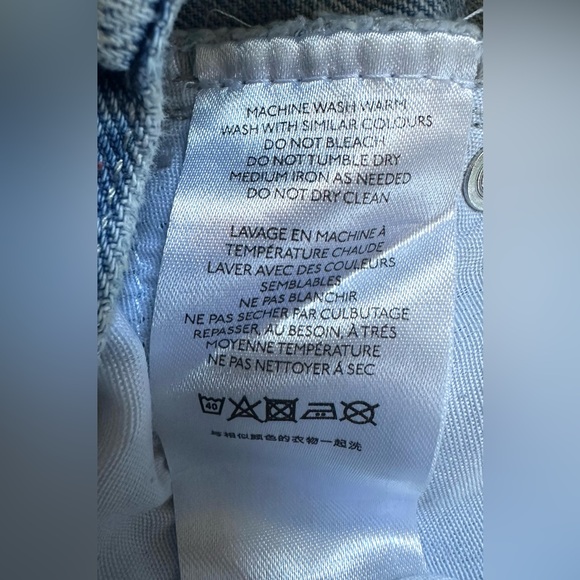 MACHINE WASH WARM
WASH WITH SIMILAR COLOURS
DO NOT BLEACH
DO NOT TUMBLE DRY
MEDIUM IRON AS NEEDED
DO NOT DRY CLEAN
LAVAGE EN MACHINE À
TEMPÉRATURE CHAUDE
LAVER AVEC DES COULEURS
SEMBLABLES
NE PAS BLANCHIR
NE PAS SECHER PAR CULBUTAGE
REPASSER, AU BESOIN, À TRÉS
MOYENNE TEMPÉRATURE
NE PAS NETTOYER À SEC
40
與相似顏色的衣物一起洗